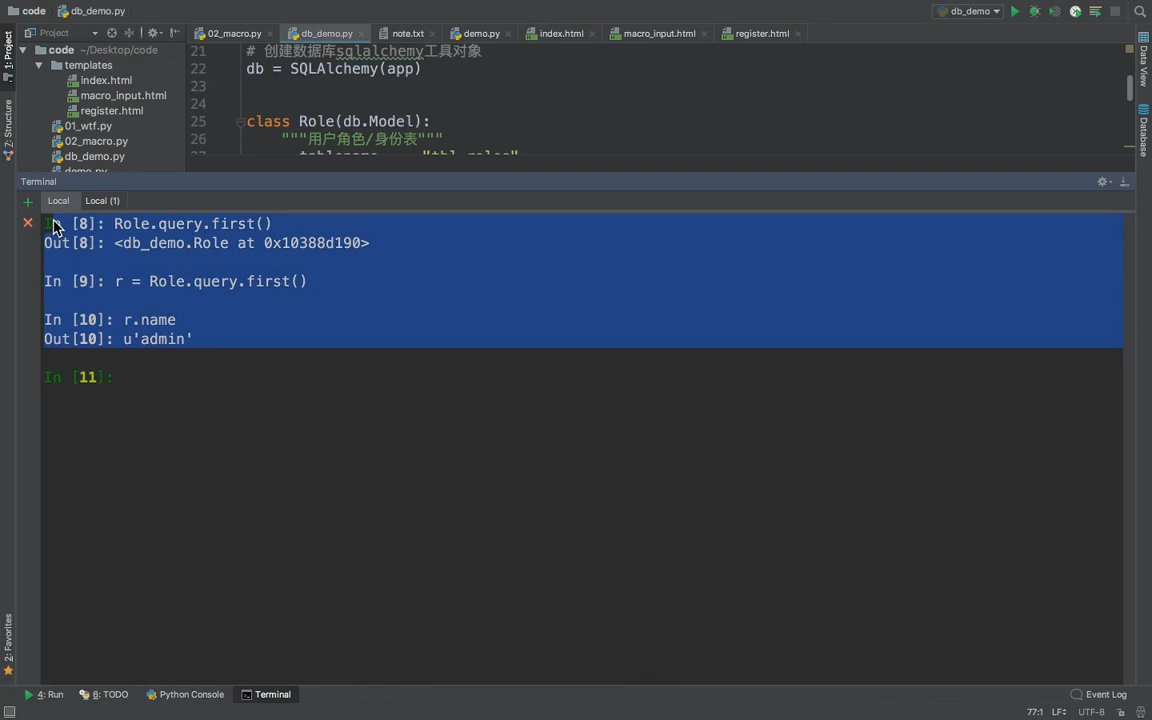 code db_demo.py db_demo
1: Project
Project
02_macro.py db_demo.py note.txt demo.py index.html macro_input.html register.html
code ~/Desktop/code
templates
index.html
macro_input.html
register.html
01_wtf.py
02_macro.py
db_demo.py
demo.py
21 # 创建数据库sqlalchemy工具对象
22 db = SQLAlchemy(app)
23
24
25 class Role(db.Model):
26 """用户角色/身份表"""
27 __tablename__ = "tbl_roles"
Z: Structure
Data View
Database
Terminal
Local Local (1)
In [8]: Role.query.first()
Out[8]: <db_demo.Role at 0x10388d190>
In [9]: r = Role.query.first()
In [10]: r.name
Out[10]: u'admin'
In [11]:
2: Favorites
4: Run 6: TODO Python Console Terminal Event Log
77:1 LF÷ UTF-8